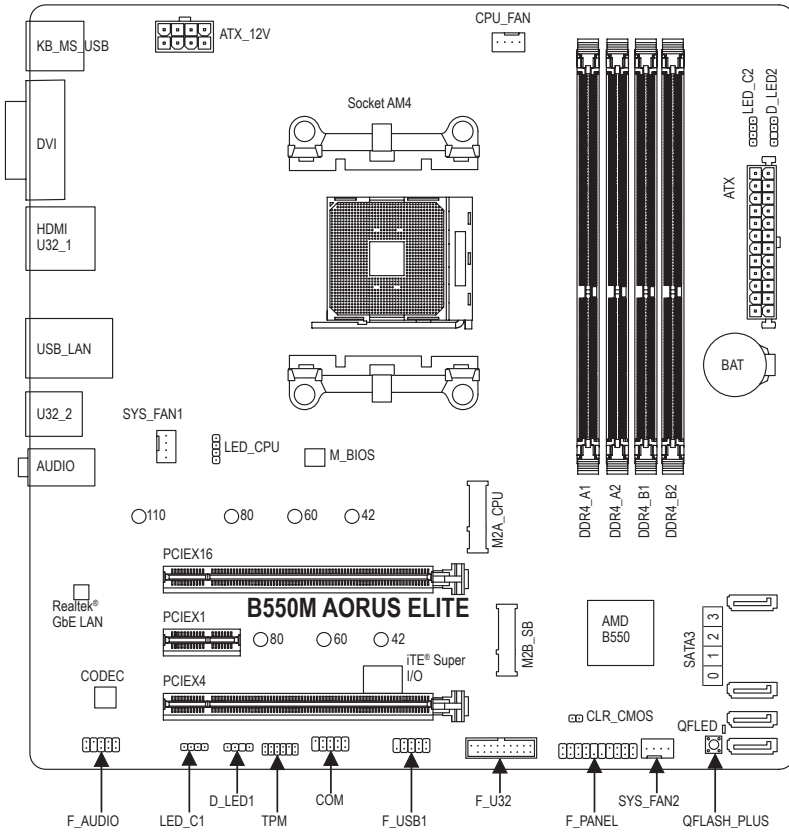 CPU_FAN
KB_MS_USB
ATX_12V
LED_C2
D_LED2
Socket AM4
DVI
ATX
HDMI
U32_1
USB_LAN
BAT
U32_2
SYS_FAN1
LED_CPU
M_BIOS
AUDIO
DDR4_A1
DDR4_A2
DDR4_B1
DDR4_B2
110
80
60
42
M2A_CPU
PCIEX16
Realtek®
GbE LAN
B550M AORUS ELITE
PCIEX1
80
60
42
M2B_SB
AMD
B550
SATA3
3
2
1
0
iTE® Super
I/O
CODEC
PCIEX4
CLR_CMOS
QFLED
F_AUDIO
LED_C1
D_LED1
TPM
COM
F_USB1
F_U32
F_PANEL
SYS_FAN2
QFLASH_PLUS